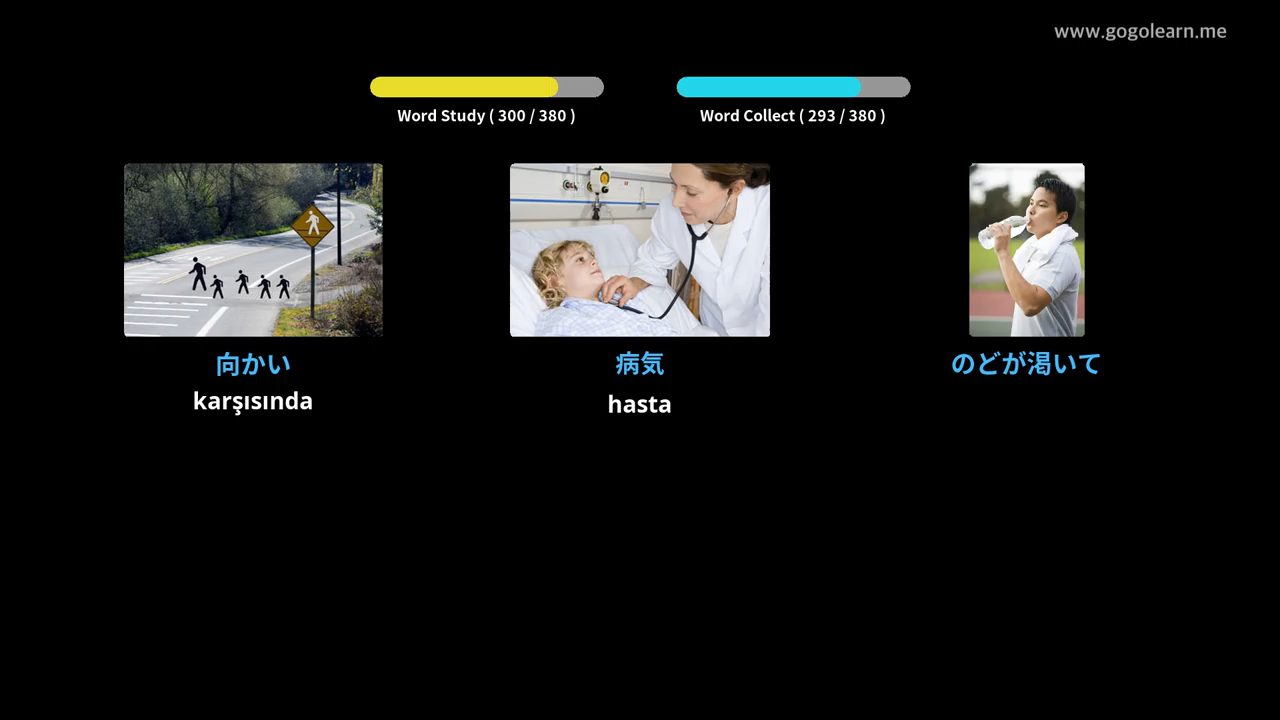 www.gogolearn.me
Word Study ( 300 / 380 )
Word Collect ( 293 / 380 )
向かい
病気
のどが渇いて
karşısında
hasta